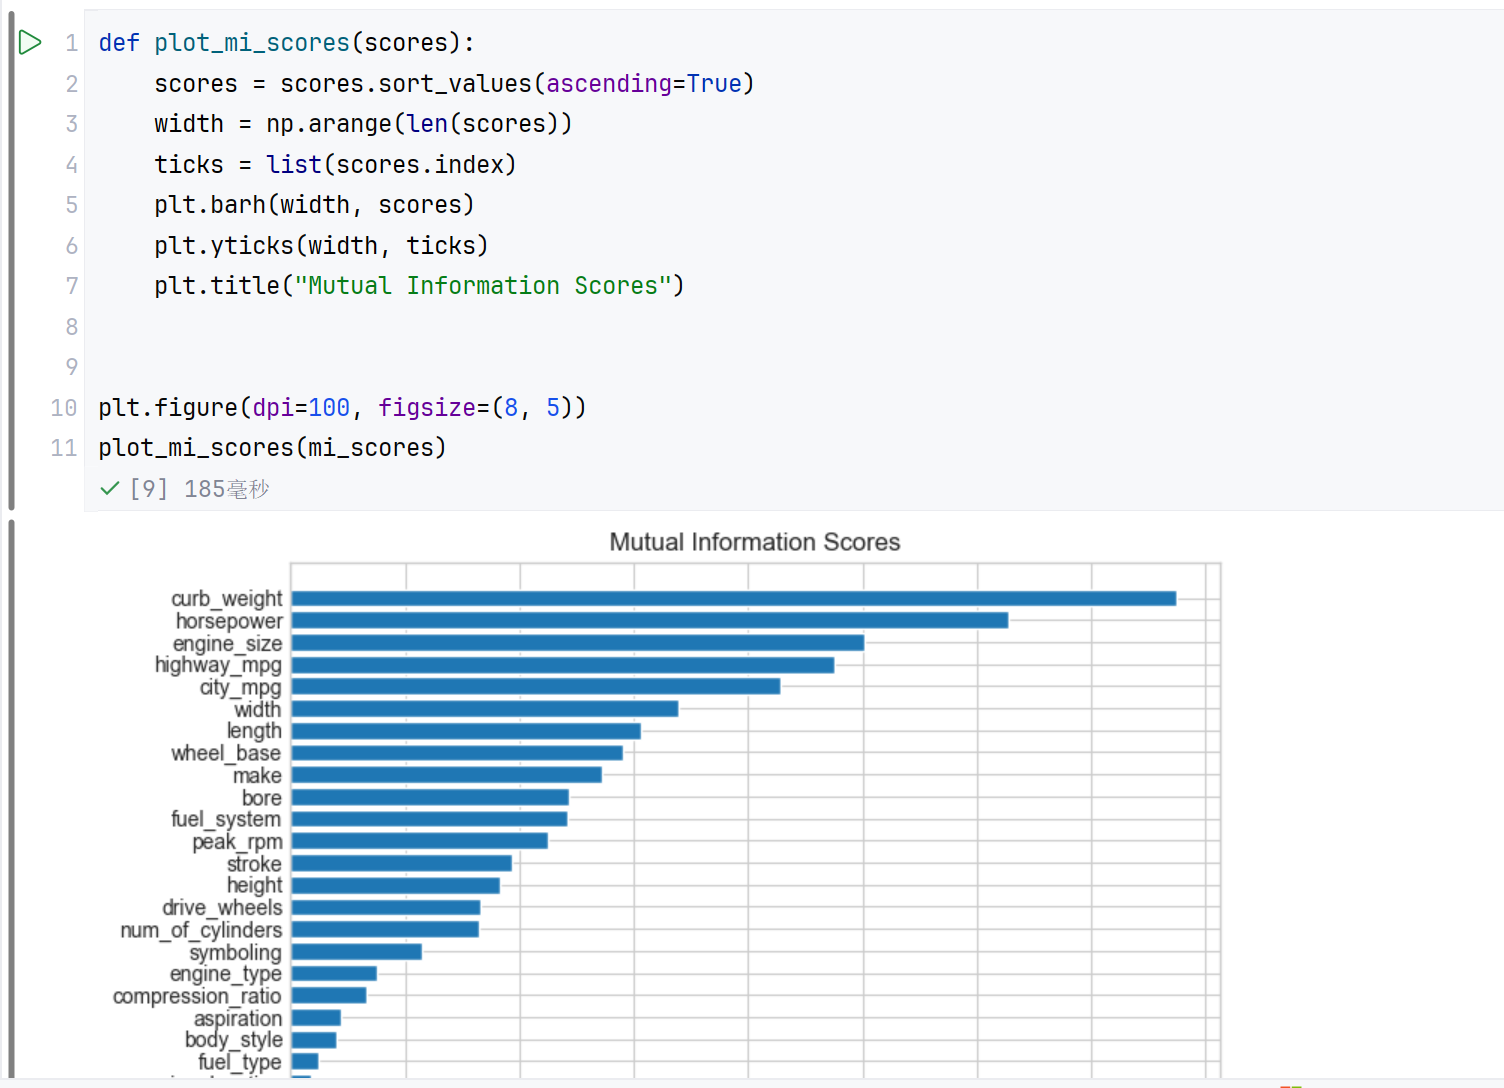 1 def plot_mi_scores(scores):
2 scores = scores.sort_values(ascending=True)
3 width = np.arange(len(scores))
4 ticks = list(scores.index)
5 plt.barh(width, scores)
6 plt.yticks(width, ticks)
7 plt.title("Mutual Information Scores")
8
9
10 plt.figure(dpi=100, figsize=(8, 5))
11 plot_mi_scores(mi_scores)
[9] 185毫秒
Mutual Information Scores
curb_weight
horsepower
engine_size
highway_mpg
city_mpg
width
length
wheel_base
make
bore
fuel_system
peak_rpm
stroke
height
drive_wheels
num_of_cylinders
symboling
engine_type
compression_ratio
aspiration
body_style
fuel_type